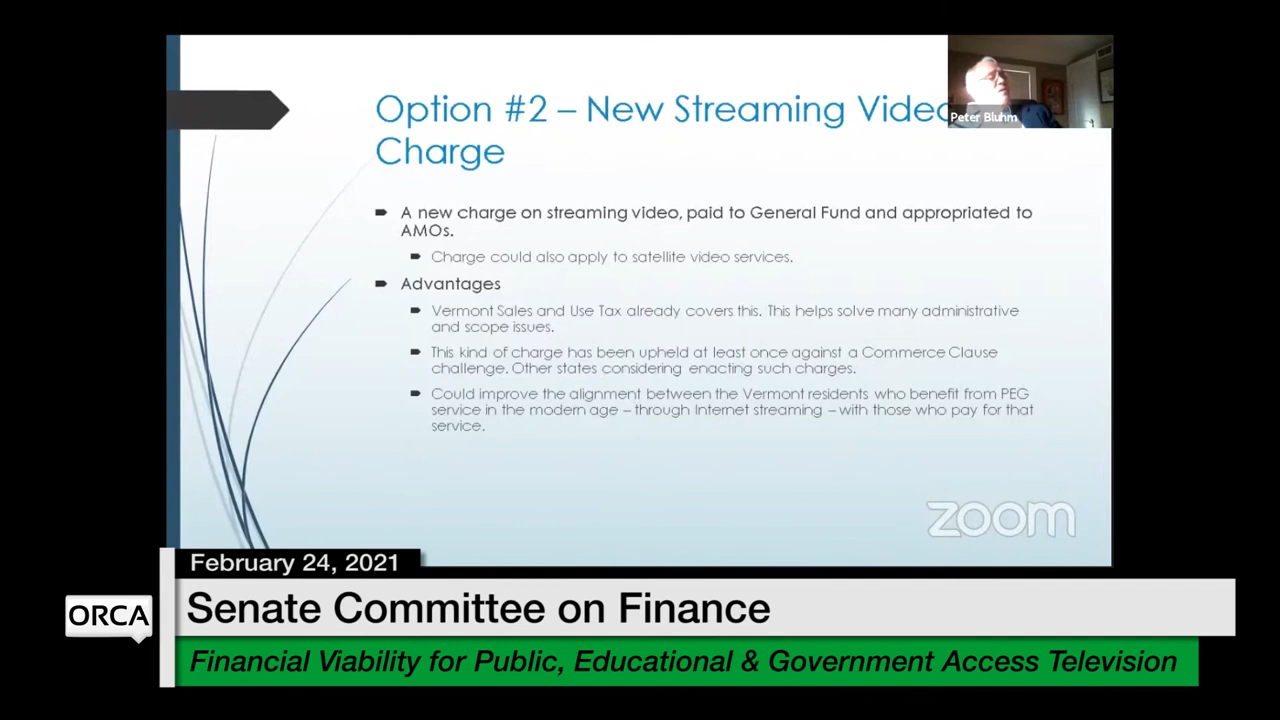 Option #2 – New Streaming Video
Charge
Peter Bluhm
A new charge on streaming video, paid to General Fund and appropriated to
AMOs.
Charge could also apply to satellite video services.
Advantages
Vermont Sales and Use Tax already covers this. This helps solve many administrative
and scope issues.
This kind of charge has been upheld at least once against a Commerce Clause
challenge. Other states considering enacting such charges.
Could improve the alignment between the Vermont residents who benefit from PEG
service in the modern age – through Internet streaming – with those who pay for that
service.
zoom
February 24, 2021
ORCA
Senate Committee on Finance
Financial Viability for Public, Educational & Government Access Television